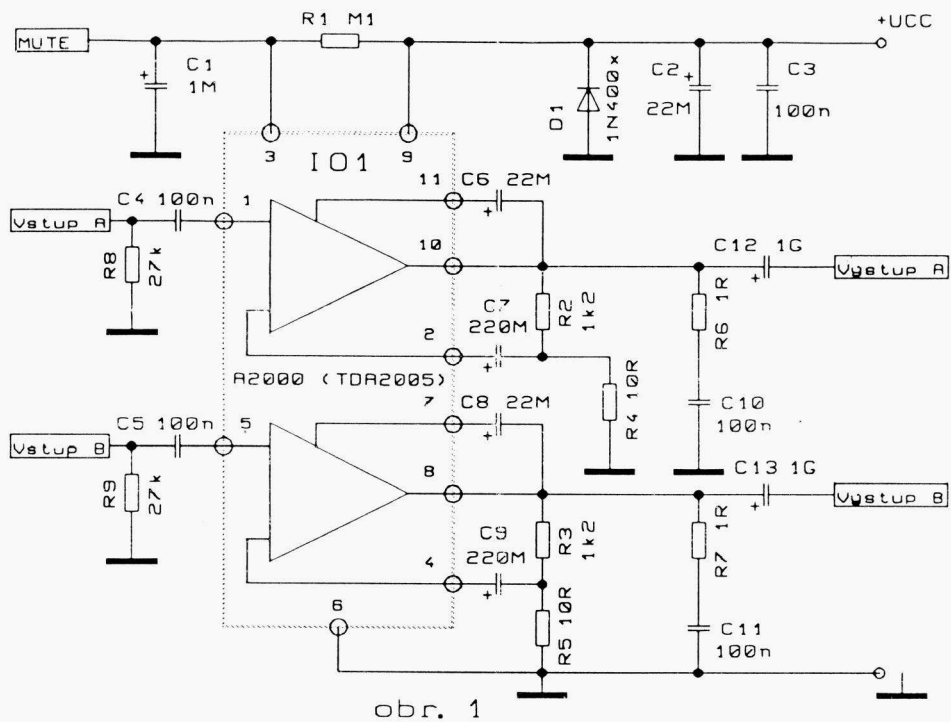 R1 M1
+UCC
MUTE
C1
1M
D1
1N400x
C2
22M
C3
100n
3
IO1
9
C4 100n
1
11
C6 22M
Vstup A
R8
27k
10
C12 1G
Vystup A
C7
220M
R2
1k2
R6 1R
2
A2000 (TDA2005)
R4 10R
C10
100n
7
C8 22M
C5 100n
5
Vstup B
R9
27k
8
C13 1G
Vystup B
C9
220M
R3
1k2
R7 1R
4
6
R5 10R
C11
100n
obr. 1